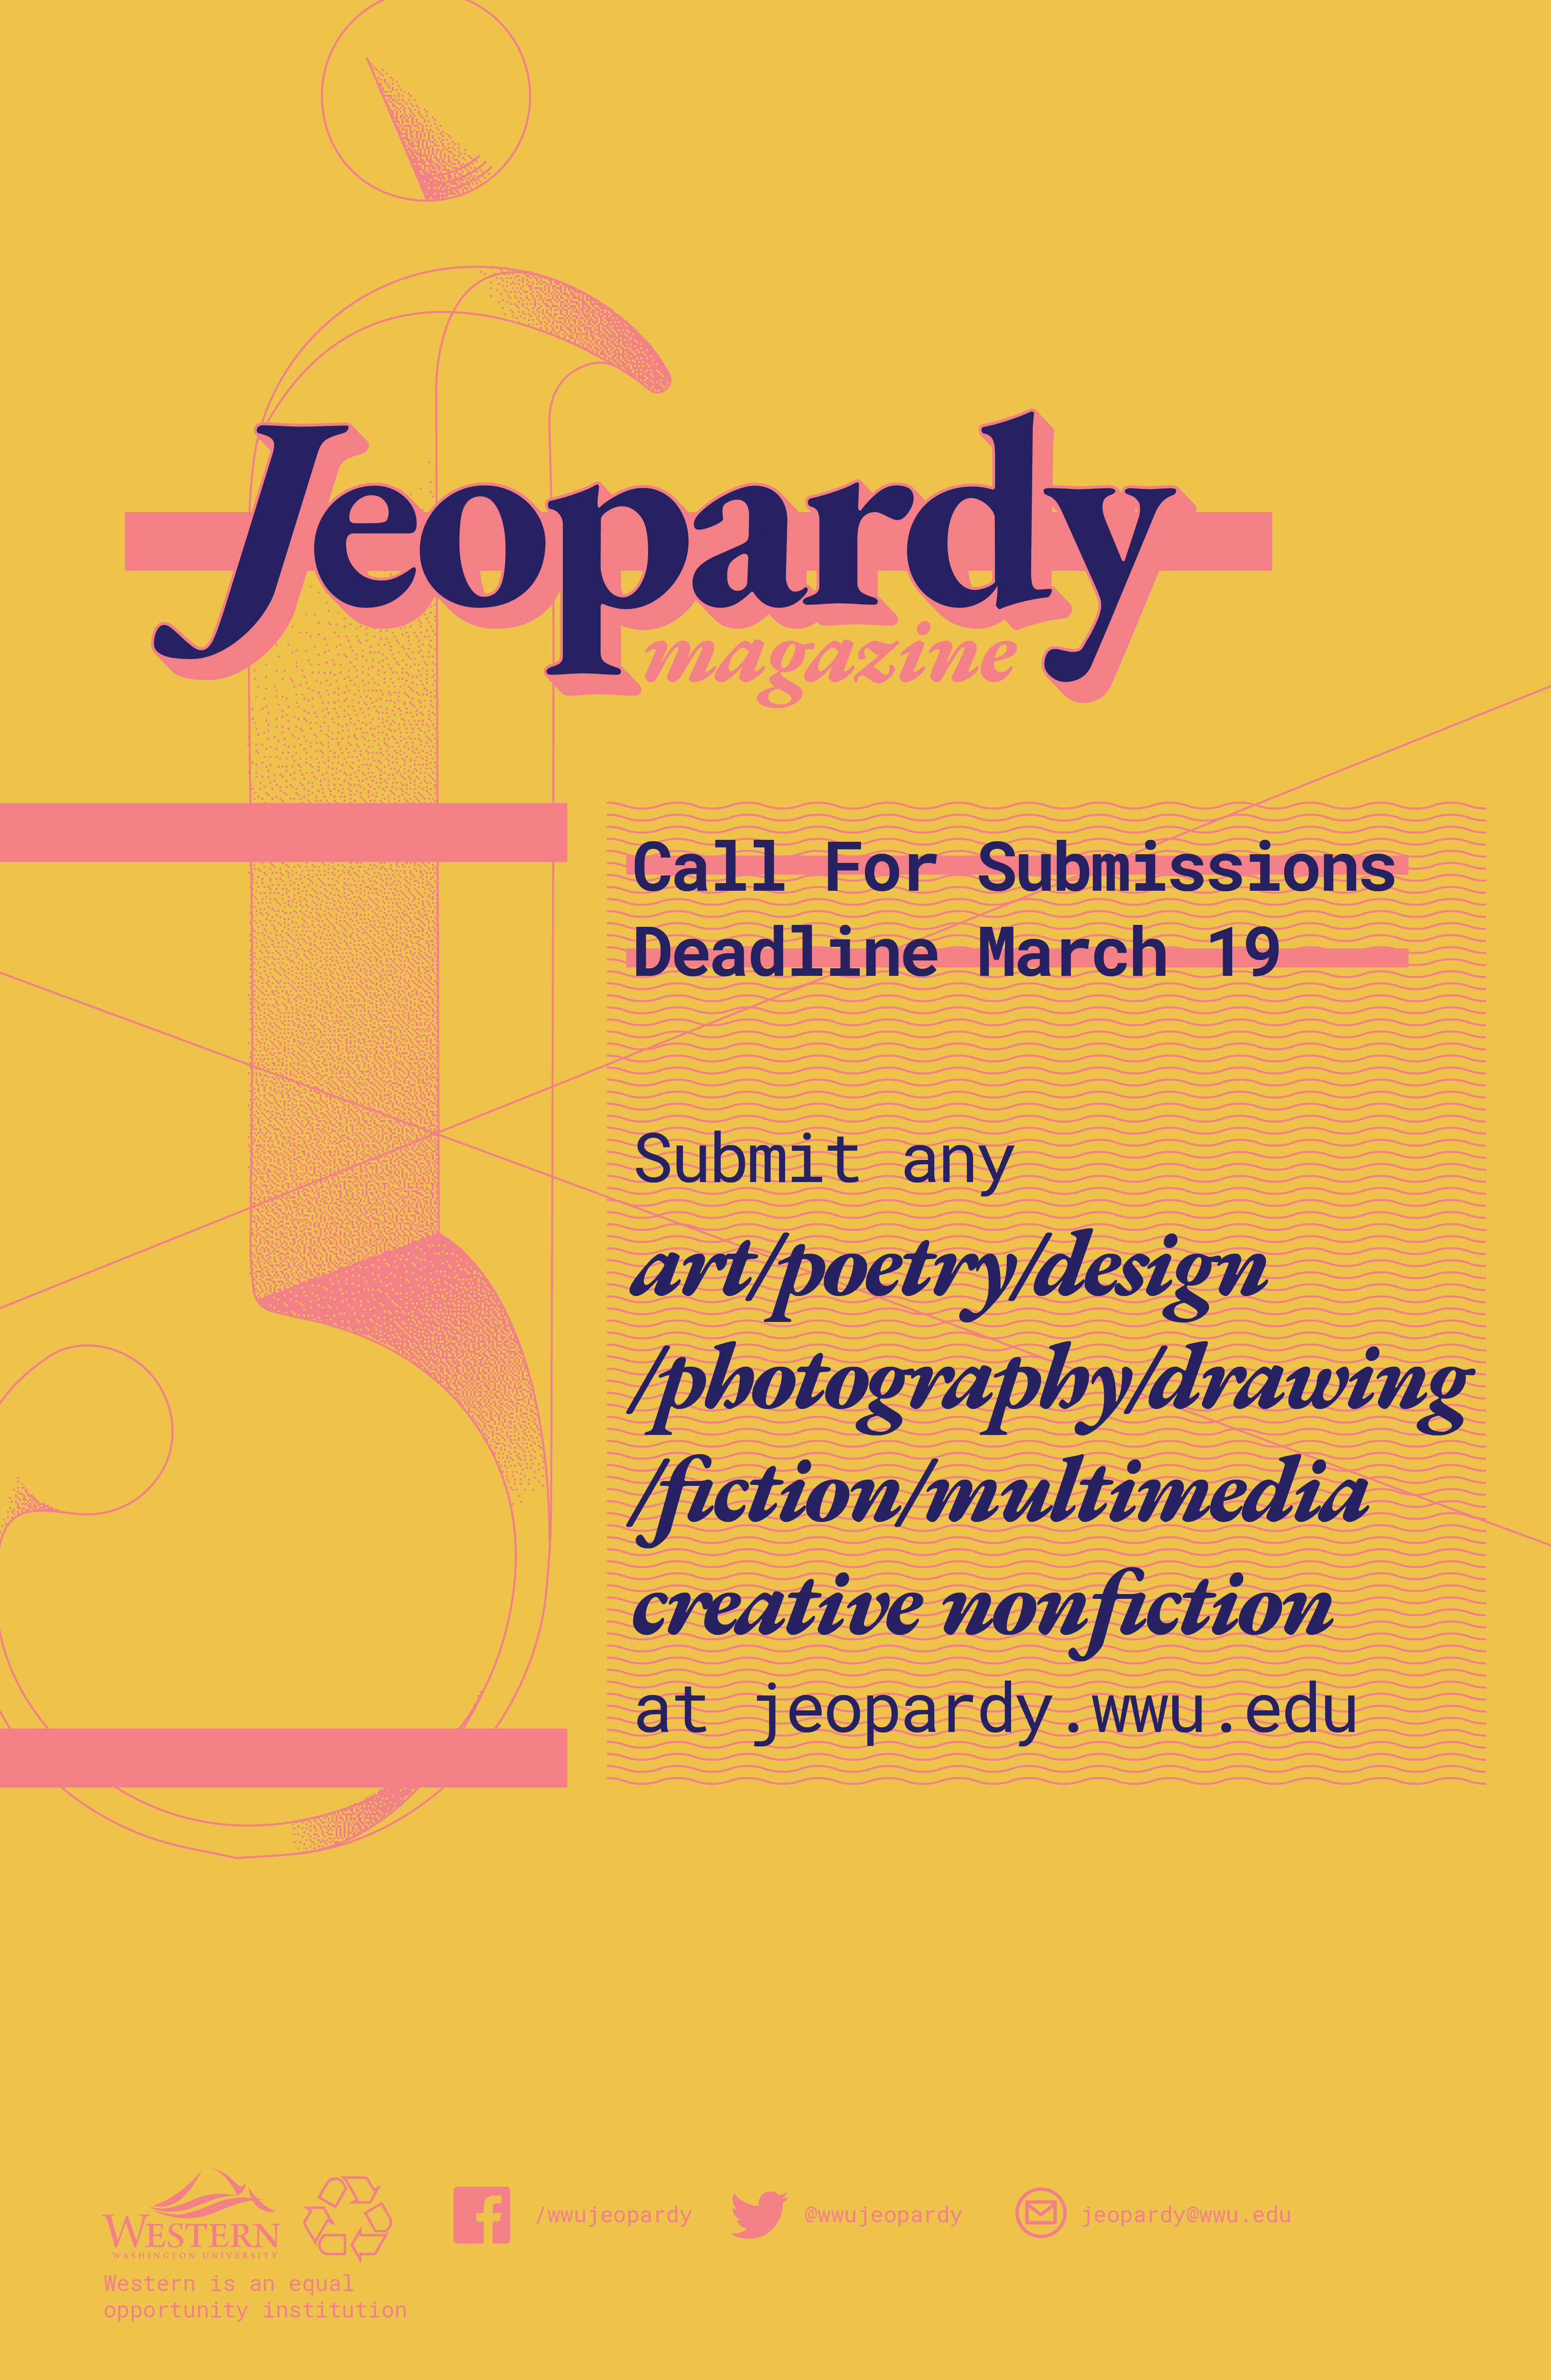 Jeopardy
magazine
Call For Submissions
Deadline March 19
Submit any
art/poetry/design
/photography/drawing
/fiction/multimedia
creative nonfiction
at jeopardy.wwu.edu
WESTERN
WASHINGTON UNIVERSITY
/wwujeopardy
@wwujeopardy
jeopardy@wwu.edu
Western is an equal
opportunity institution